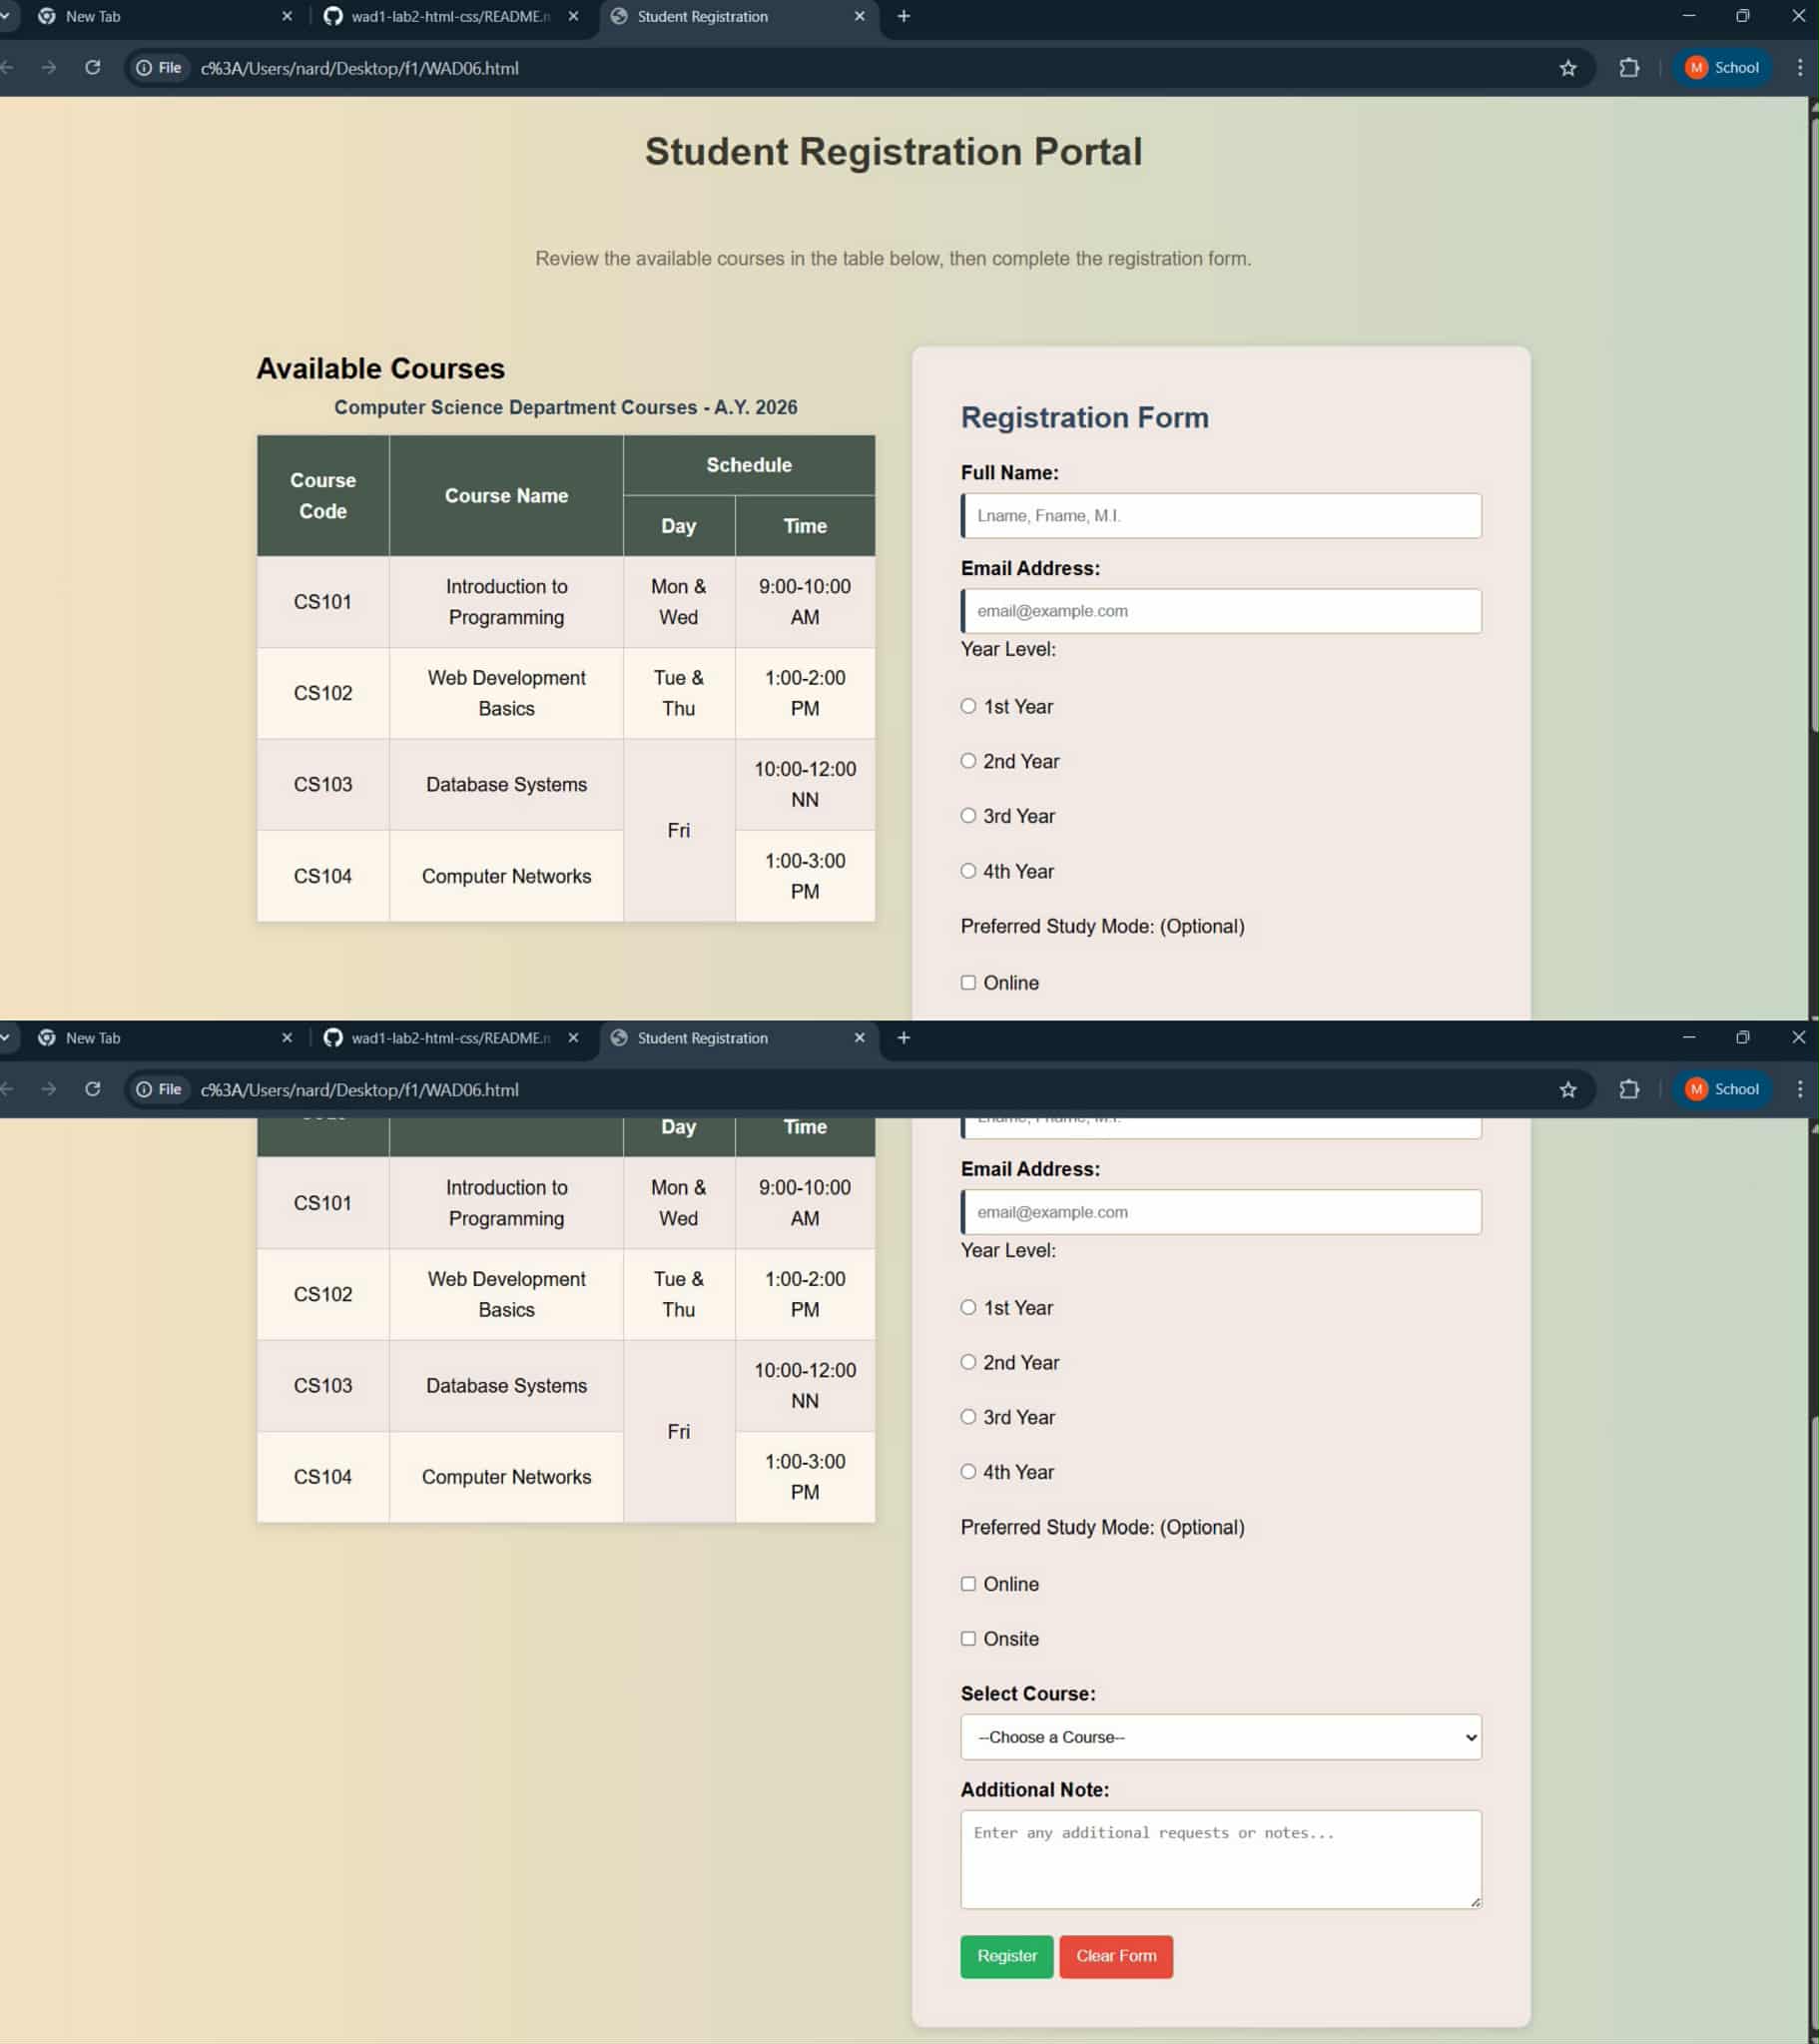 New Tab
wad1-lab2-html-css/README.
Student Registration
File
c%3A/Users/nard/Desktop/f1/WAD06.html
M School
Student Registration Portal
Review the available courses in the table below, then complete the registration form.
Available Courses
Computer Science Department Courses - A.Y. 2026
Course
Code
Course Name
Schedule
Day
Time
CS101
Introduction to
Programming
Mon &
Wed
9:00-10:00
AM
CS102
Web Development
Basics
Tue &
Thu
1:00-2:00
PM
CS103
Database Systems
Fri
10:00-12:00
NN
CS104
Computer Networks
1:00-3:00
PM
Registration Form
Full Name:
Lname, Fname, M.I.
Email Address:
email@example.com
Year Level:
1st Year
2nd Year
3rd Year
4th Year
Preferred Study Mode: (Optional)
Online
New Tab
wad1-lab2-html-css/README.
Student Registration
File
c%3A/Users/nard/Desktop/f1/WAD06.html
M School
Day
Time
CS101
Introduction to
Programming
Mon &
Wed
9:00-10:00
AM
CS102
Web Development
Basics
Tue &
Thu
1:00-2:00
PM
CS103
Database Systems
Fri
10:00-12:00
NN
CS104
Computer Networks
1:00-3:00
PM
Email Address:
email@example.com
Year Level:
1st Year
2nd Year
3rd Year
4th Year
Preferred Study Mode: (Optional)
Online
Onsite
Select Course:
--Choose a Course--
Additional Note:
Enter any additional requests or notes...
Register
Clear Form